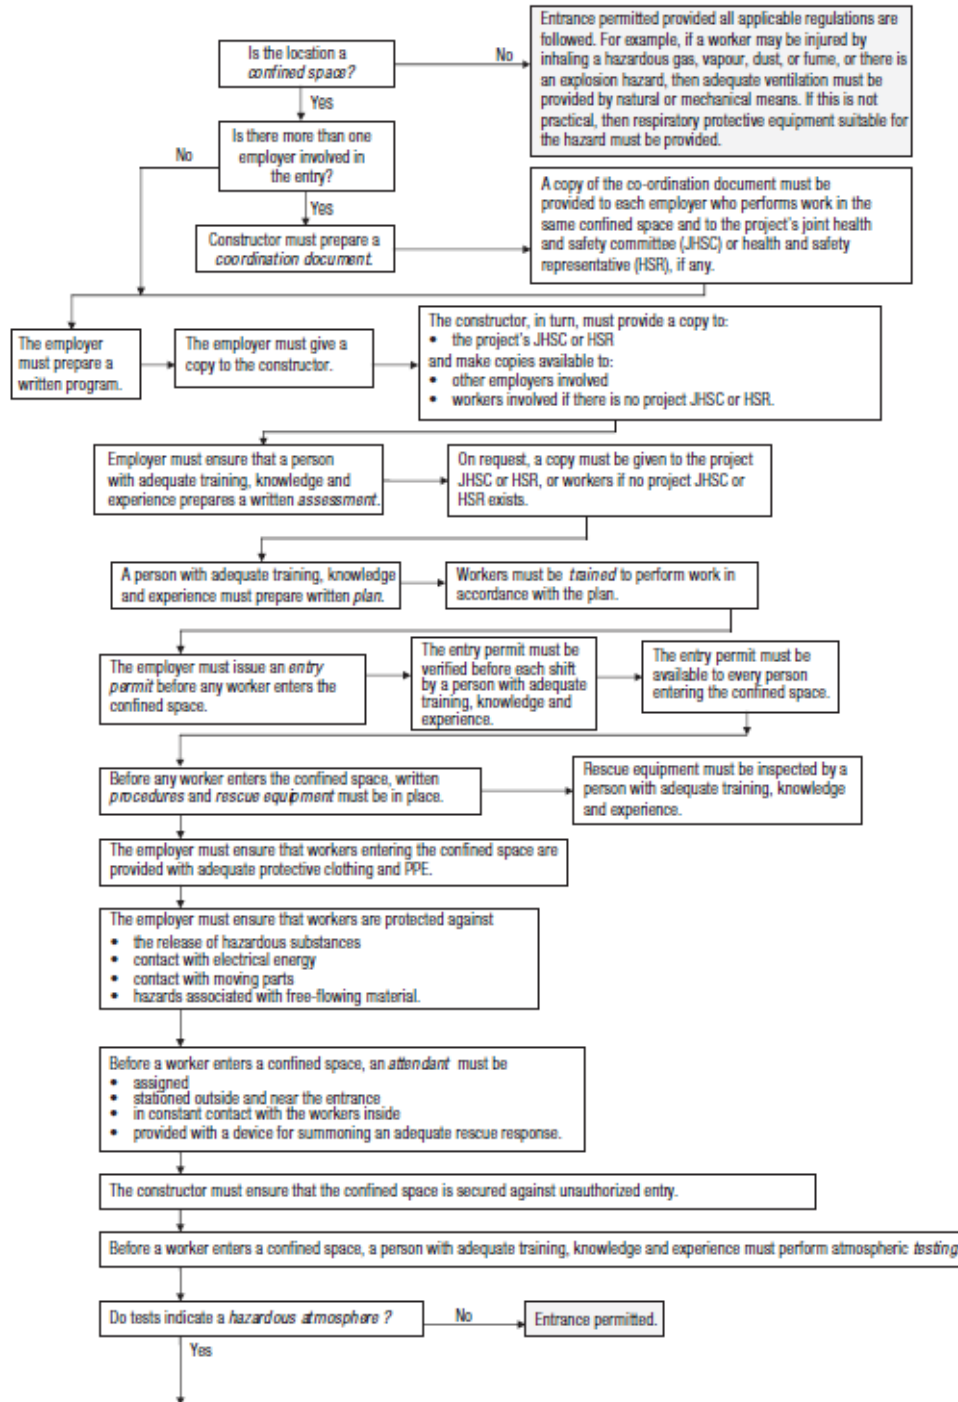 Is the location a
confined space?
No
Entrance permitted provided all applicable regulations are
followed. For example, if a worker may be injured by
inhaling a hazardous gas, vapour, dust, or fume, or there is
an explosion hazard, then adequate ventilation must be
provided by natural or mechanical means. If this is not
practical, then respiratory protective equipment suitable for
the hazard must be provided.
Yes
Is there more than one
employer involved in
the entry?
No
Yes
Constructor must prepare a
coordination document.
A copy of the co-ordination document must be
provided to each employer who performs work in the
same confined space and to the project's joint health
and safety committee (JHSC) or health and safety
representative (HSR), if any.
The employer
must prepare a
written program.
The employer must give a
copy to the constructor.
The constructor, in turn, must provide a copy to:
• the project's JHSC or HSR
and make copies available to:
• other employers involved
• workers involved if there is no project JHSC or HSR.
Employer must ensure that a person
with adequate training, knowledge and
experience prepares a written assessment.
On request, a copy must be given to the project
JHSC or HSR, or workers if no project JHSC or
HSR exists.
A person with adequate training, knowledge
and experience must prepare written plan.
Workers must be trained to perform work in
accordance with the plan.
The employer must issue an entry
permit before any worker enters the
confined space.
The entry permit must be
verified before each shift
by a person with adequate
training, knowledge and
experience.
The entry permit must be
available to every person
entering the confined space.
Before any worker enters the confined space, written
procedures and rescue equipment must be in place.
Rescue equipment must be inspected by a
person with adequate training, knowledge
and experience.
The employer must ensure that workers entering the confined space are
provided with adequate protective clothing and PPE.
The employer must ensure that workers are protected against
• the release of hazardous substances
• contact with electrical energy
• contact with moving parts
• hazards associated with free-flowing material.
Before a worker enters a confined space, an attendant must be
• assigned
• stationed outside and near the entrance
• in constant contact with the workers inside
• provided with a device for summoning an adequate rescue response.
The constructor must ensure that the confined space is secured against unauthorized entry.
Before a worker enters a confined space, a person with adequate training, knowledge and experience must perform atmospheric testing
Do tests indicate a hazardous atmosphere?
No
Entrance permitted.
Yes